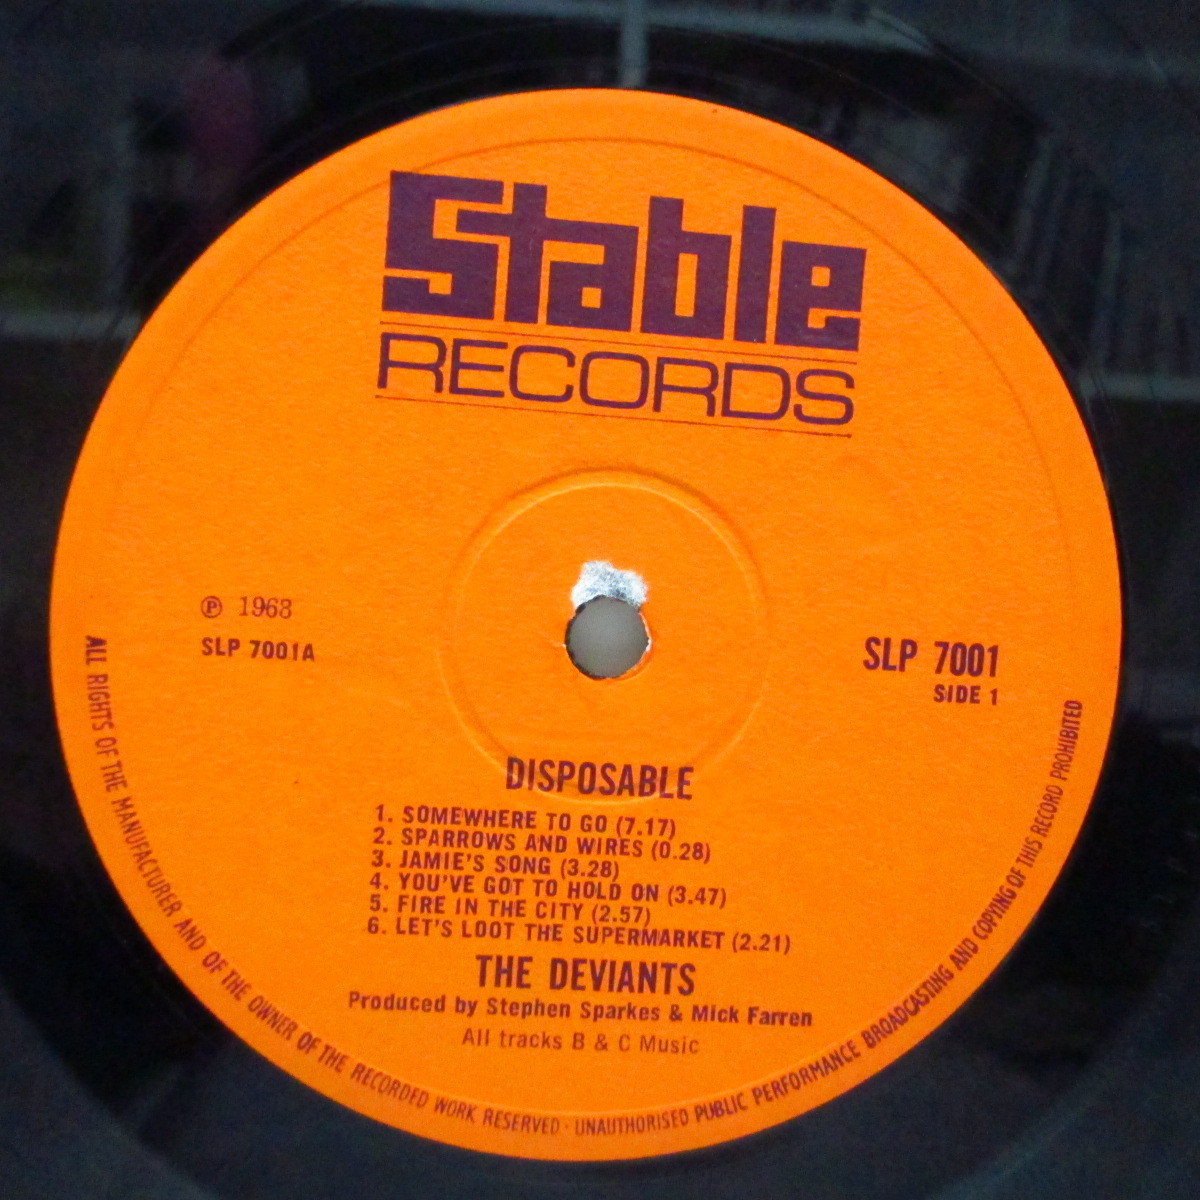 Stable
RECORDS
℗ 1968
SLP 7001A
SLP 7001
SIDE 1
DISPOSABLE
1. SOMEWHERE TO GO (7.17)
2. SPARROWS AND WIRES (0.28)
3. JAMIE'S SONG (3.28)
4. YOU'VE GOT TO HOLD ON (3.47)
5. FIRE IN THE CITY (2.57)
6. LET'S LOOT THE SUPERMARKET (2.21)
THE DEVIANTS
Produced by Stephen Sparkes & Mick Farren
All tracks B & C Music
ALL RIGHTS OF THE MANUFACTURER AND OF THE OWNER OF THE RECORDED WORK RESERVED · UNAUTHORISED PUBLIC PERFORMANCE BROADCASTING AND COPYING OF THIS RECORD PROHIBITED